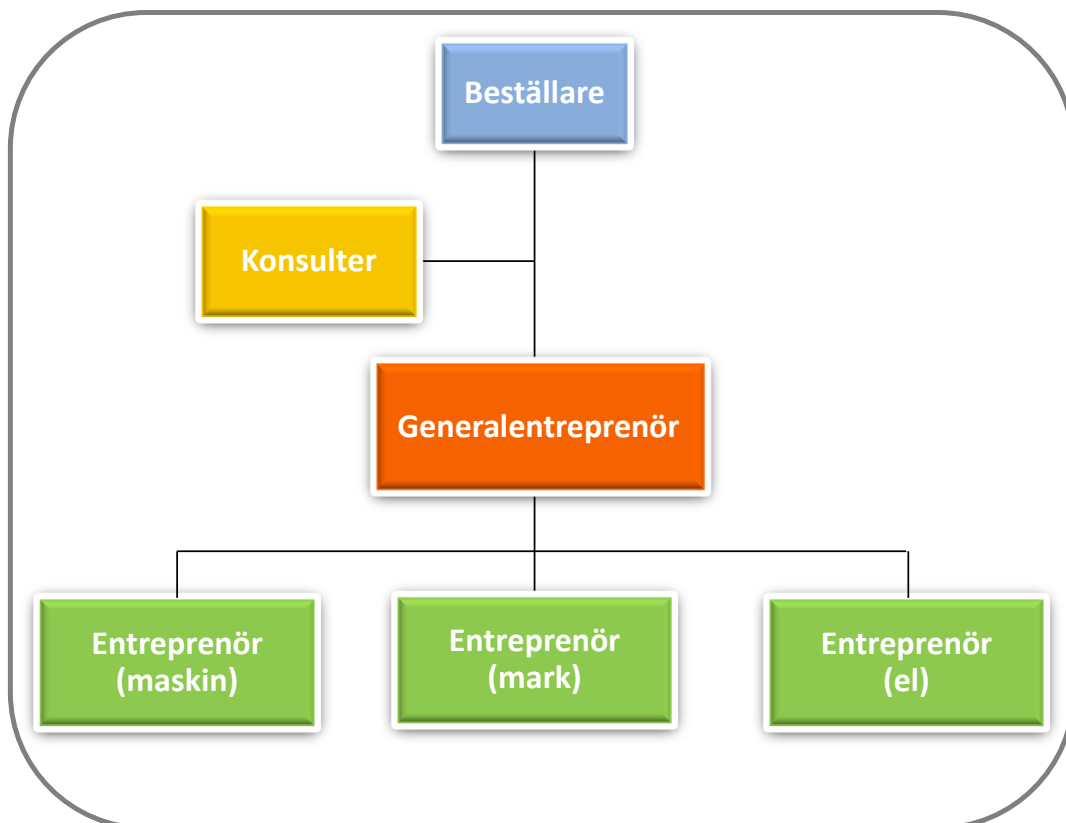 Beställare
Konsulter
Generalentreprenör
Entreprenör
(maskin)
Entreprenör
(mark)
Entreprenör
(el)